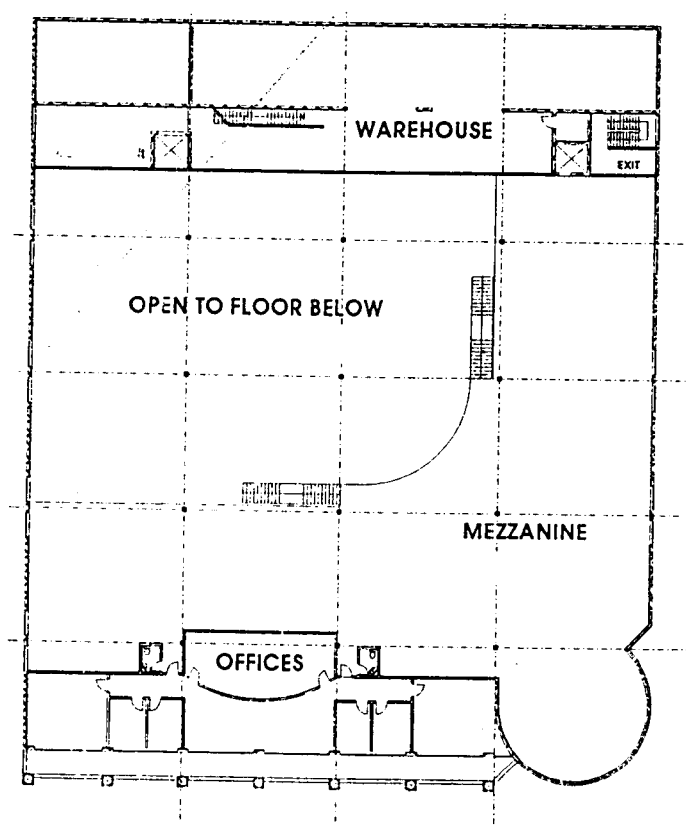 WAREHOUSE
EXIT
OPEN TO FLOOR BELOW
MEZZANINE
OFFICES